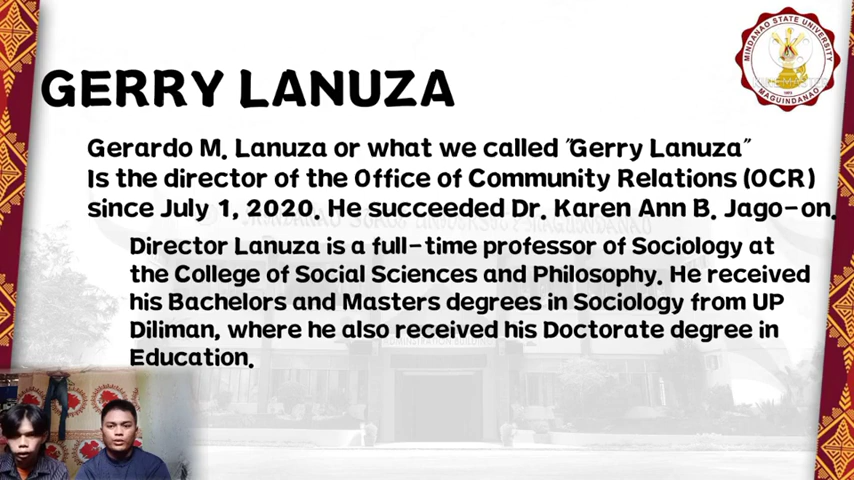 MINDANAO STATE UNIVERSITY
MAGUINDANAO
GERRY LANUZA
Gerardo M. Lanuza or what we called "Gerry Lanuza"
Is the director of the Office of Community Relations (OCR)
since July 1, 2020. He succeeded Dr. Karen Ann B. Jago-on.
Director Lanuza is a full-time professor of Sociology at
the College of Social Sciences and Philosophy. He received
his Bachelors and Masters degrees in Sociology from UP
Diliman, where he also received his Doctorate degree in
Education.
ADMINISTRATION BUILDING